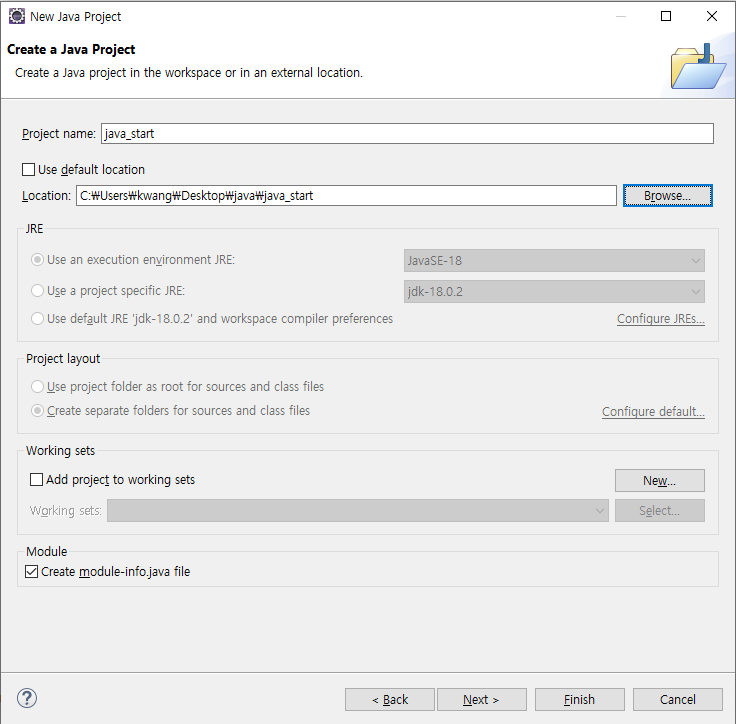 New Java Project
Create a Java Project
Create a Java project in the workspace or in an external location.
Project name: java_start
Use default location
Location: C:₩Users₩kwang₩Desktop₩java₩java_start Browse...
JRE
Use an execution environment JRE: JavaSE-18
Use a project specific JRE: jdk-18.0.2
Use default JRE 'jdk-18.0.2' and workspace compiler preferences Configure JREs...
Project layout
Use project folder as root for sources and class files
Create separate folders for sources and class files Configure default...
Working sets
Add project to working sets New...
Working sets: Select...
Module
Create module-info.java file
? < Back Next > Finish Cancel